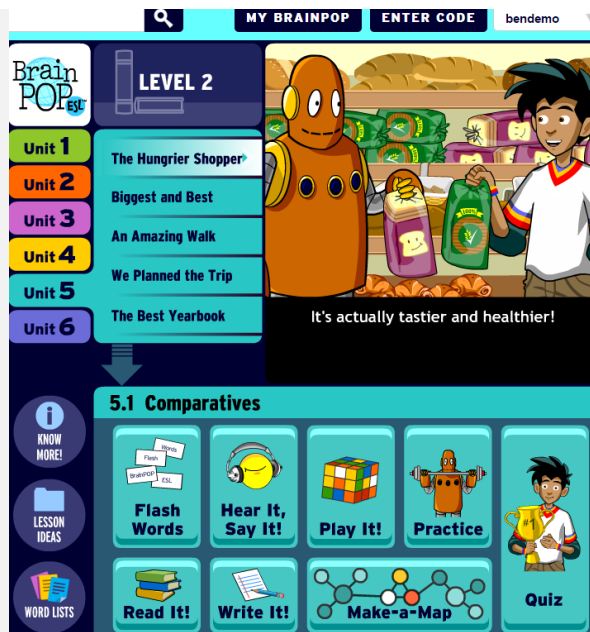 MY BRAINPOP
ENTER CODE
bendemo
Brain
POP
ESL™
LEVEL 2
Unit 1
Unit 2
Unit 3
Unit 4
Unit 5
Unit 6
The Hungrier Shopper
Biggest and Best
An Amazing Walk
We Planned the Trip
The Best Yearbook
100%
It's actually tastier and healthier!
5.1 Comparatives
i
KNOW
MORE!
LESSON
IDEAS
WORD LISTS
Words
Flash
BrainPOP
ESL
Flash
Words
Hear It,
Say It!
Play It!
Practice
#1
Quiz
Read It!
Write It!
Make-a-Map